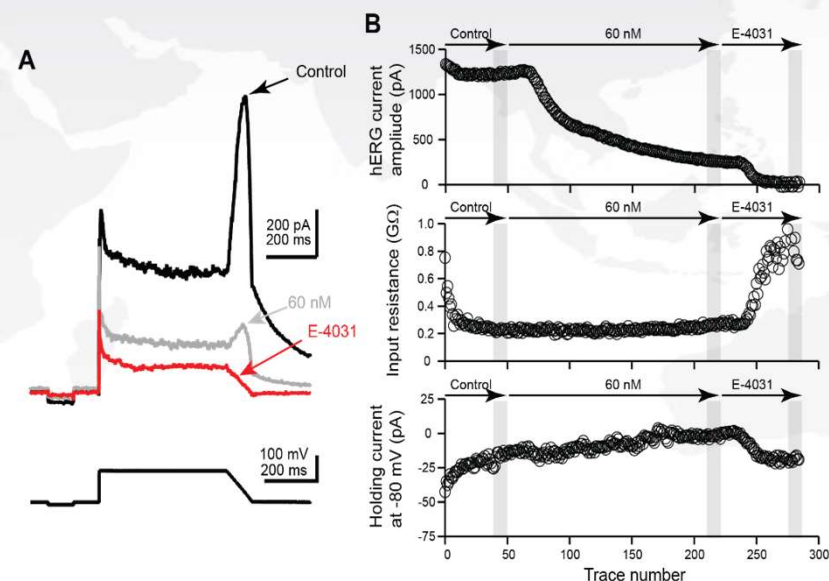 A
Control
200 pA
200 ms
60 nM
E-4031
100 mV
200 ms
B
Control
60 nM
E-4031
hERG current
ampliude (pA)
1500
1000
500
0
Control
60 nM
E-4031
Input resistance (GΩ)
1.0
0.8
0.6
0.4
0.2
0
Control
60 nM
E-4031
Holding current
at -80 mV (pA)
25
0
-25
-50
-75
0
50
100
150
200
250
300
Trace number